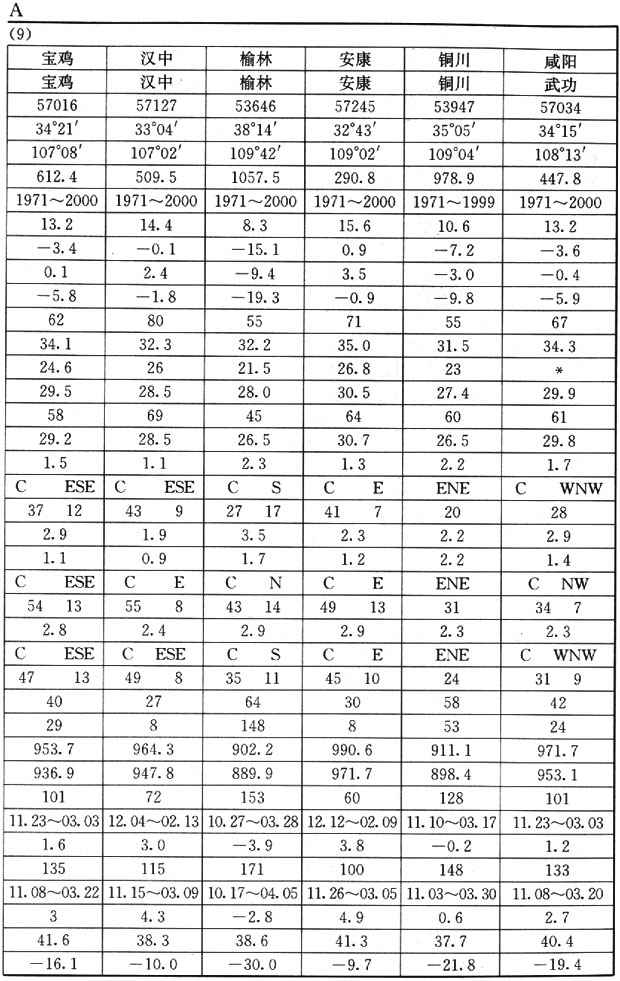 A
(9)
宝鸡 汉中 榆林 安康 铜川 咸阳
宝鸡 汉中 榆林 安康 铜川 武功
57016 57127 53646 57245 53947 57034
34°21′ 33°04′ 38°14′ 32°43′ 35°05′ 34°15′
107°08′ 107°02′ 109°42′ 109°02′ 109°04′ 108°13′
612.4 509.5 1057.5 290.8 978.9 447.8
1971～2000 1971～2000 1971～2000 1971～2000 1971～1999 1971～2000
13.2 14.4 8.3 15.6 10.6 13.2
−3.4 −0.1 −15.1 0.9 −7.2 −3.6
0.1 2.4 −9.4 3.5 −3.0 −0.4
−5.8 −1.8 −19.3 −0.9 −9.8 −5.9
62 80 55 71 55 67
34.1 32.3 32.2 35.0 31.5 34.3
24.6 26 21.5 26.8 23 *
29.5 28.5 28.0 30.5 27.4 29.9
58 69 45 64 60 61
29.2 28.5 26.5 30.7 26.5 29.8
1.5 1.1 2.3 1.3 2.2 1.7
C ESE C ESE C S C E ENE C WNW
37 12 43 9 27 17 41 7 20 28
2.9 1.9 3.5 2.3 2.2 2.9
1.1 0.9 1.7 1.2 2.2 1.4
C ESE C E C N C E ENE C NW
54 13 55 8 43 14 49 13 31 34 7
2.8 2.4 2.9 2.9 2.3 2.3
C ESE C ESE C S C E ENE C WNW
47 13 49 8 35 11 45 10 24 31 9
40 27 64 30 58 42
29 8 148 8 53 24
953.7 964.3 902.2 990.6 911.1 971.7
936.9 947.8 889.9 971.7 898.4 953.1
101 72 153 60 128 101
11.23～03.03 12.04～02.13 10.27～03.28 12.12～02.09 11.10～03.17 11.23～03.03
1.6 3.0 −3.9 3.8 −0.2 1.2
135 115 171 100 148 133
11.08～03.22 11.15～03.09 10.17～04.05 11.26～03.05 11.03～03.30 11.08～03.20
3 4.3 −2.8 4.9 0.6 2.7
41.6 38.3 38.6 41.3 37.7 40.4
−16.1 −10.0 −30.0 −9.7 −21.8 −19.4